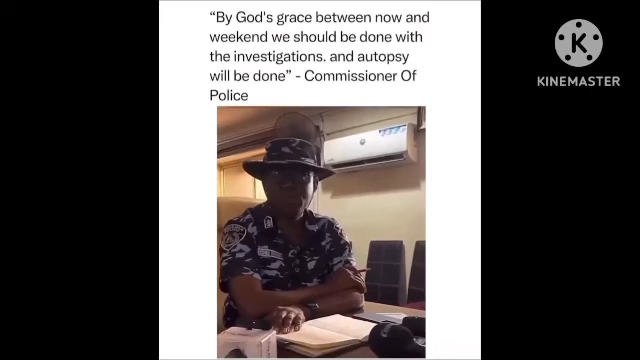 “By God's grace between now and
weekend we should be done with
the investigations. and autopsy
will be done” - Commissioner Of
Police
KINEMASTER